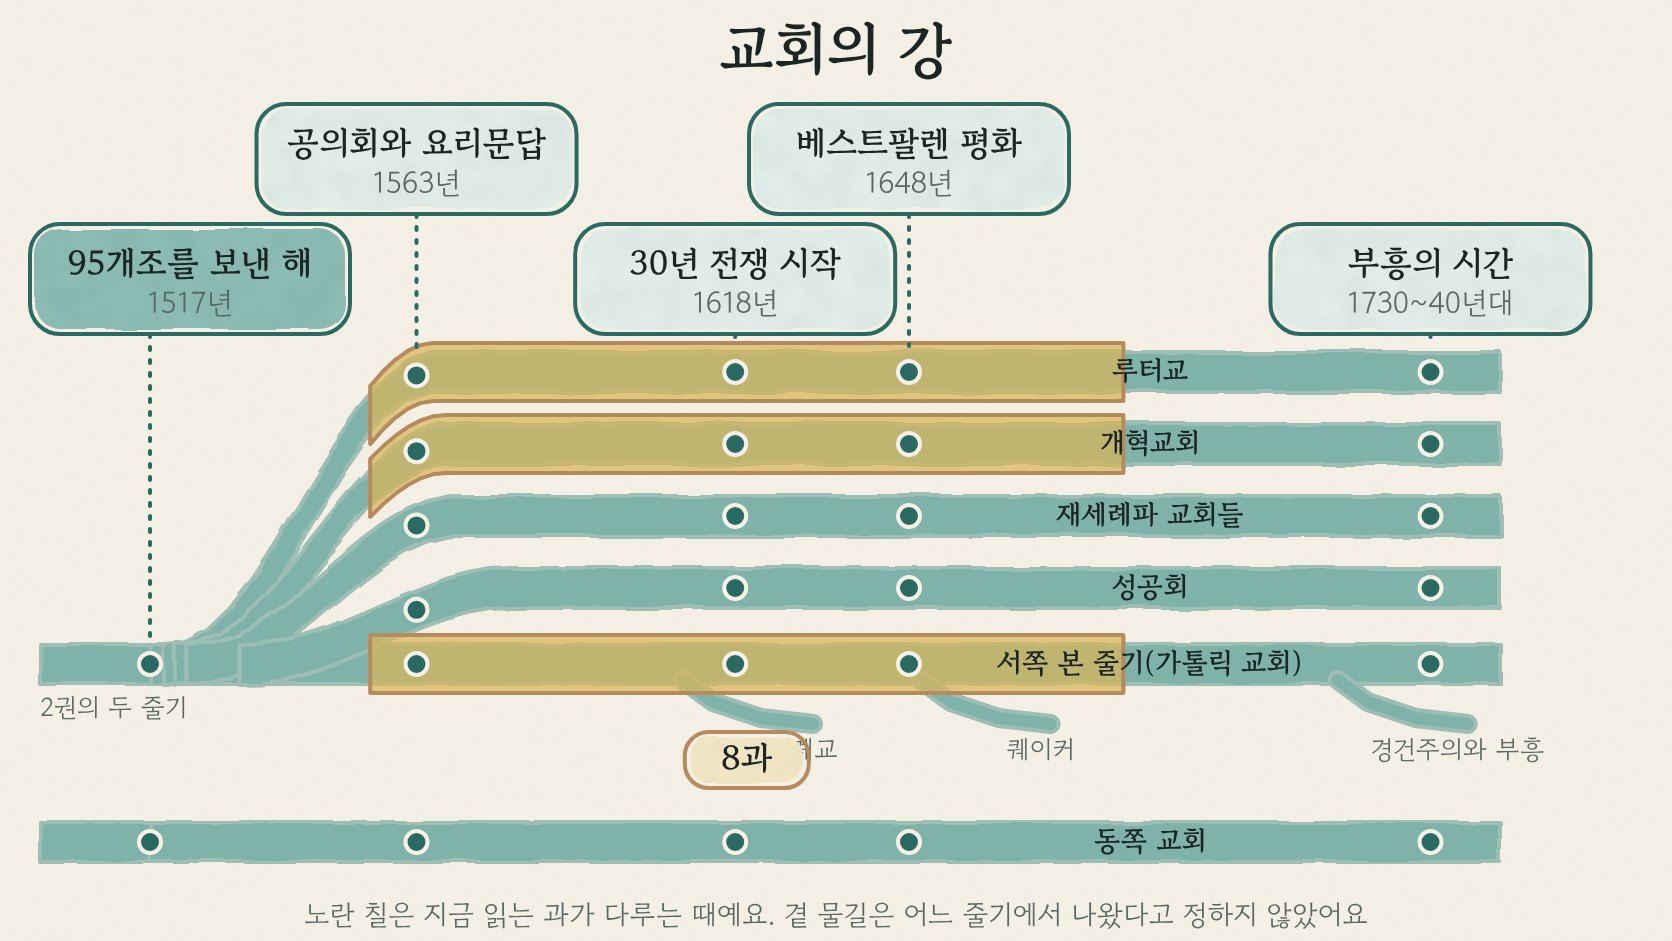 교회의 강
공의회와 요리문답
1563년
베스트팔렌 평화
1648년
95개조를 보낸 해
1517년
30년 전쟁 시작
1618년
부흥의 시간
1730~40년대
루터교
개혁교회
재세례파 교회들
성공회
서쪽 본 줄기(가톨릭 교회)
2권의 두 줄기
8과
퀘이커
경건주의와 부흥
동쪽 교회
노란 칠은 지금 읽는 과가 다루는 때예요. 곁 물길은 어느 줄기에서 나왔다고 정하지 않았어요